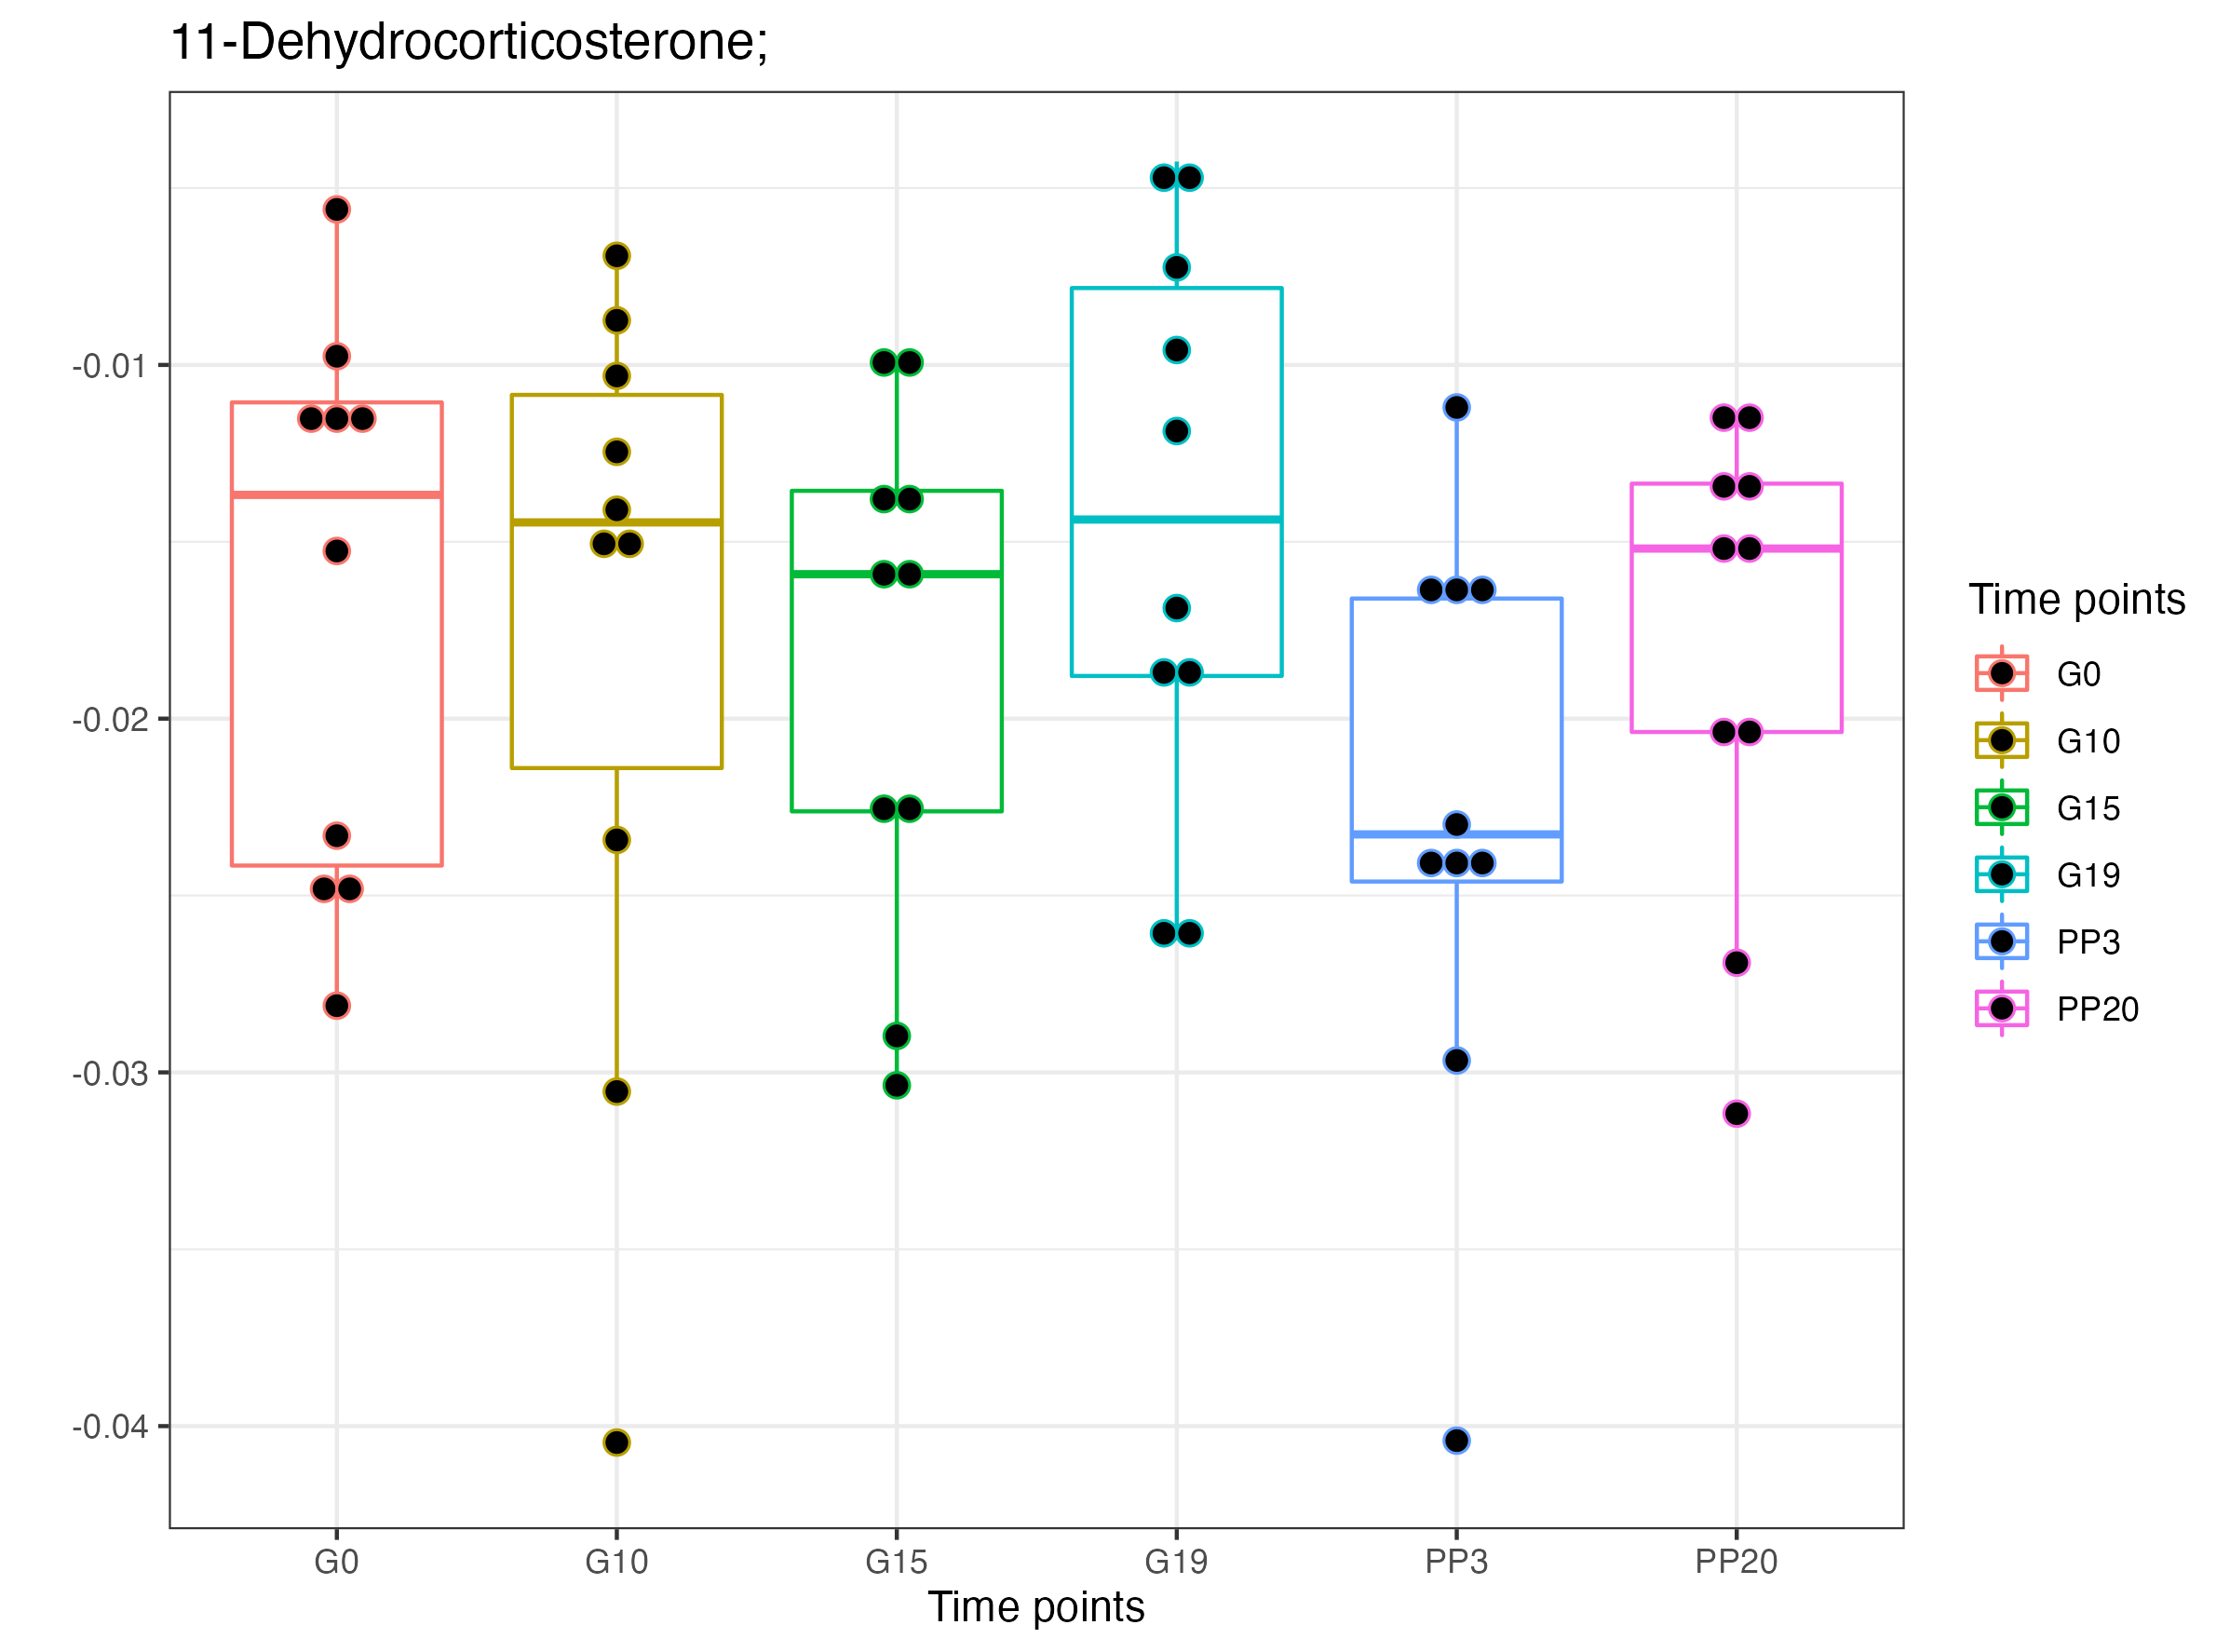 11-Dehydrocorticosterone;
-0.01
-0.02
-0.03
-0.04
G0 G10 G15 G19 PP3 PP20
Time points
Time points
G0
G10
G15
G19
PP3
PP20